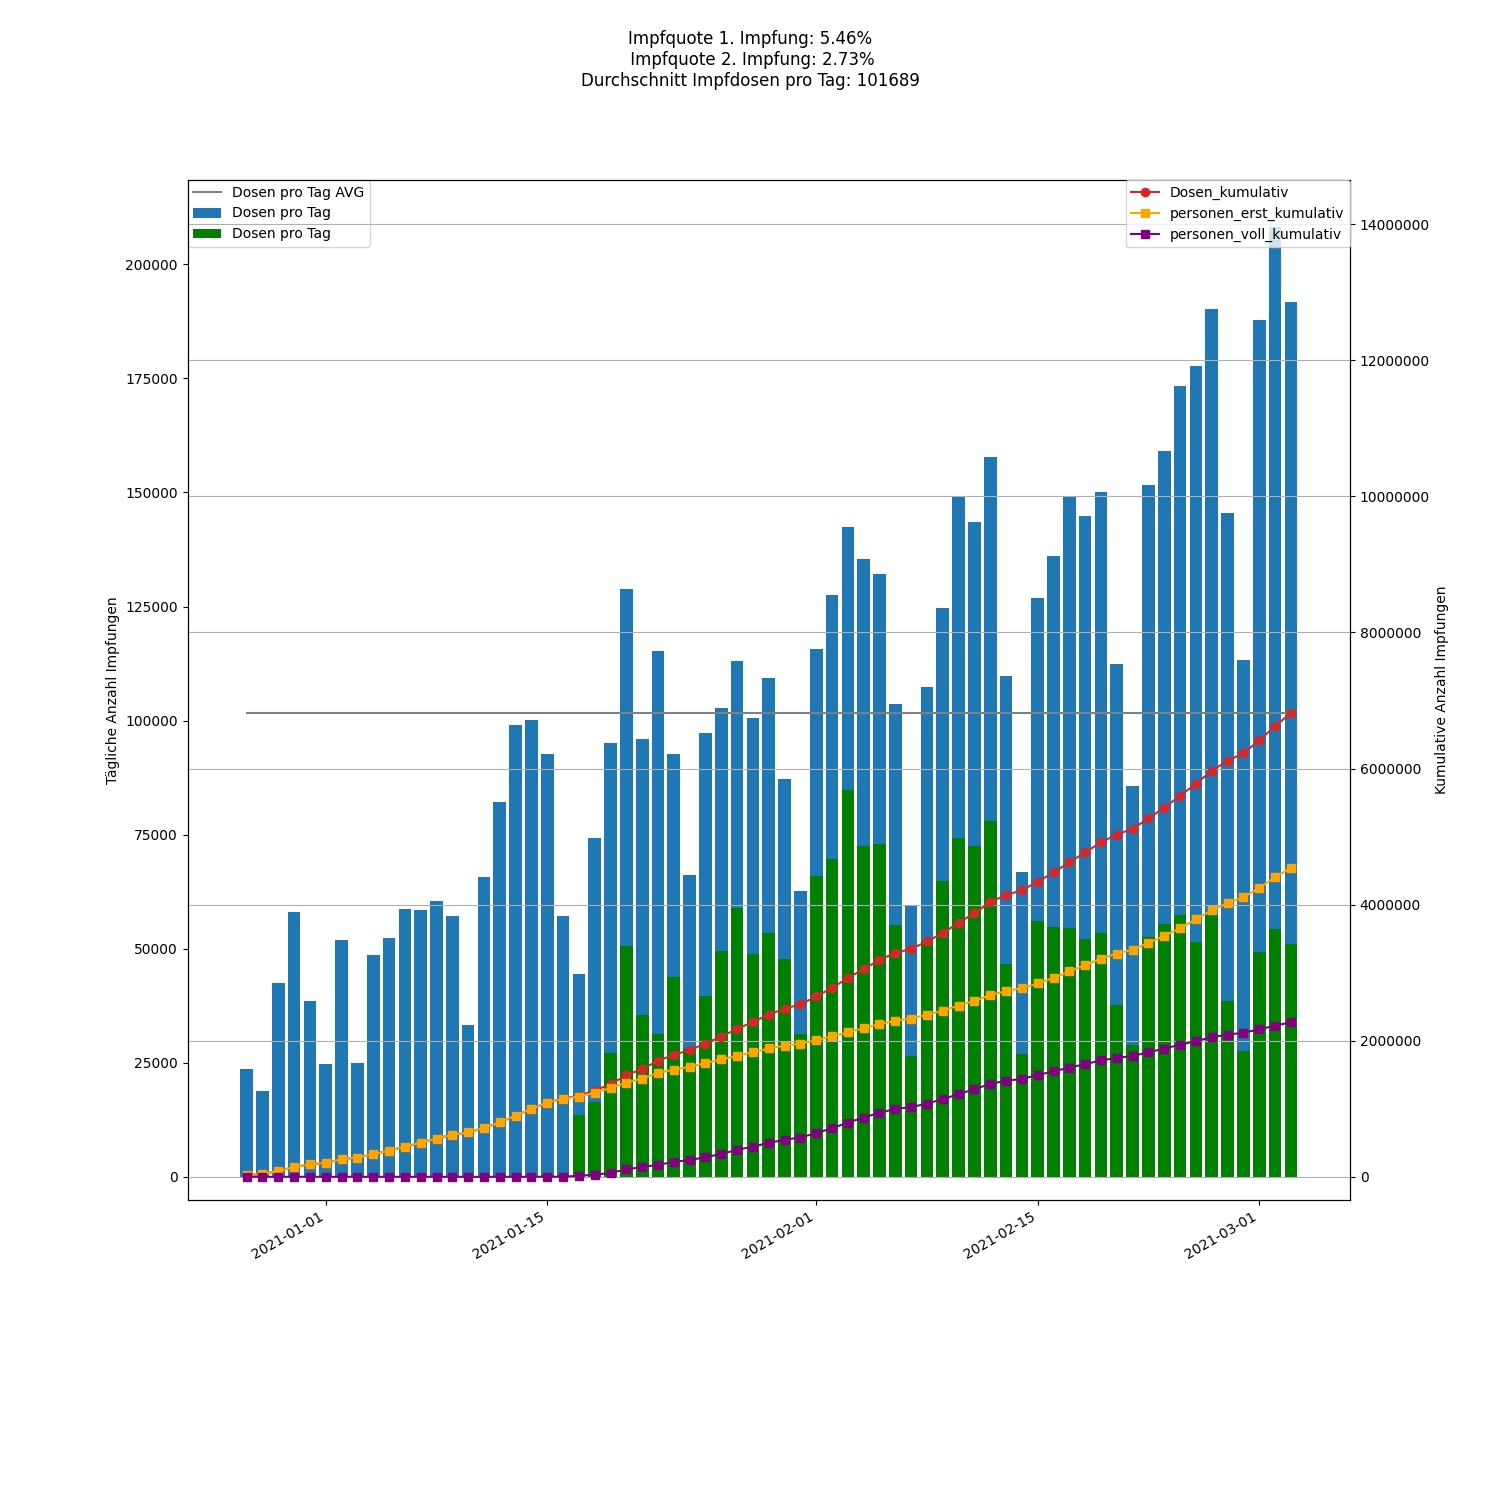 Impfquote 1. Impfung: 5.46%
Impfquote 2. Impfung: 2.73%
Durchschnitt Impfdosen pro Tag: 101689
Dosen pro Tag AVG
Dosen pro Tag
Dosen pro Tag
Dosen_kumulativ
personen_erst_kumulativ
personen_voll_kumulativ
200000
175000
150000
125000
100000
75000
50000
25000
0
Tägliche Anzahl Impfungen
14000000
12000000
10000000
8000000
6000000
4000000
2000000
0
Kumulative Anzahl Impfungen
2021-01-01
2021-01-15
2021-02-01
2021-02-15
2021-03-01